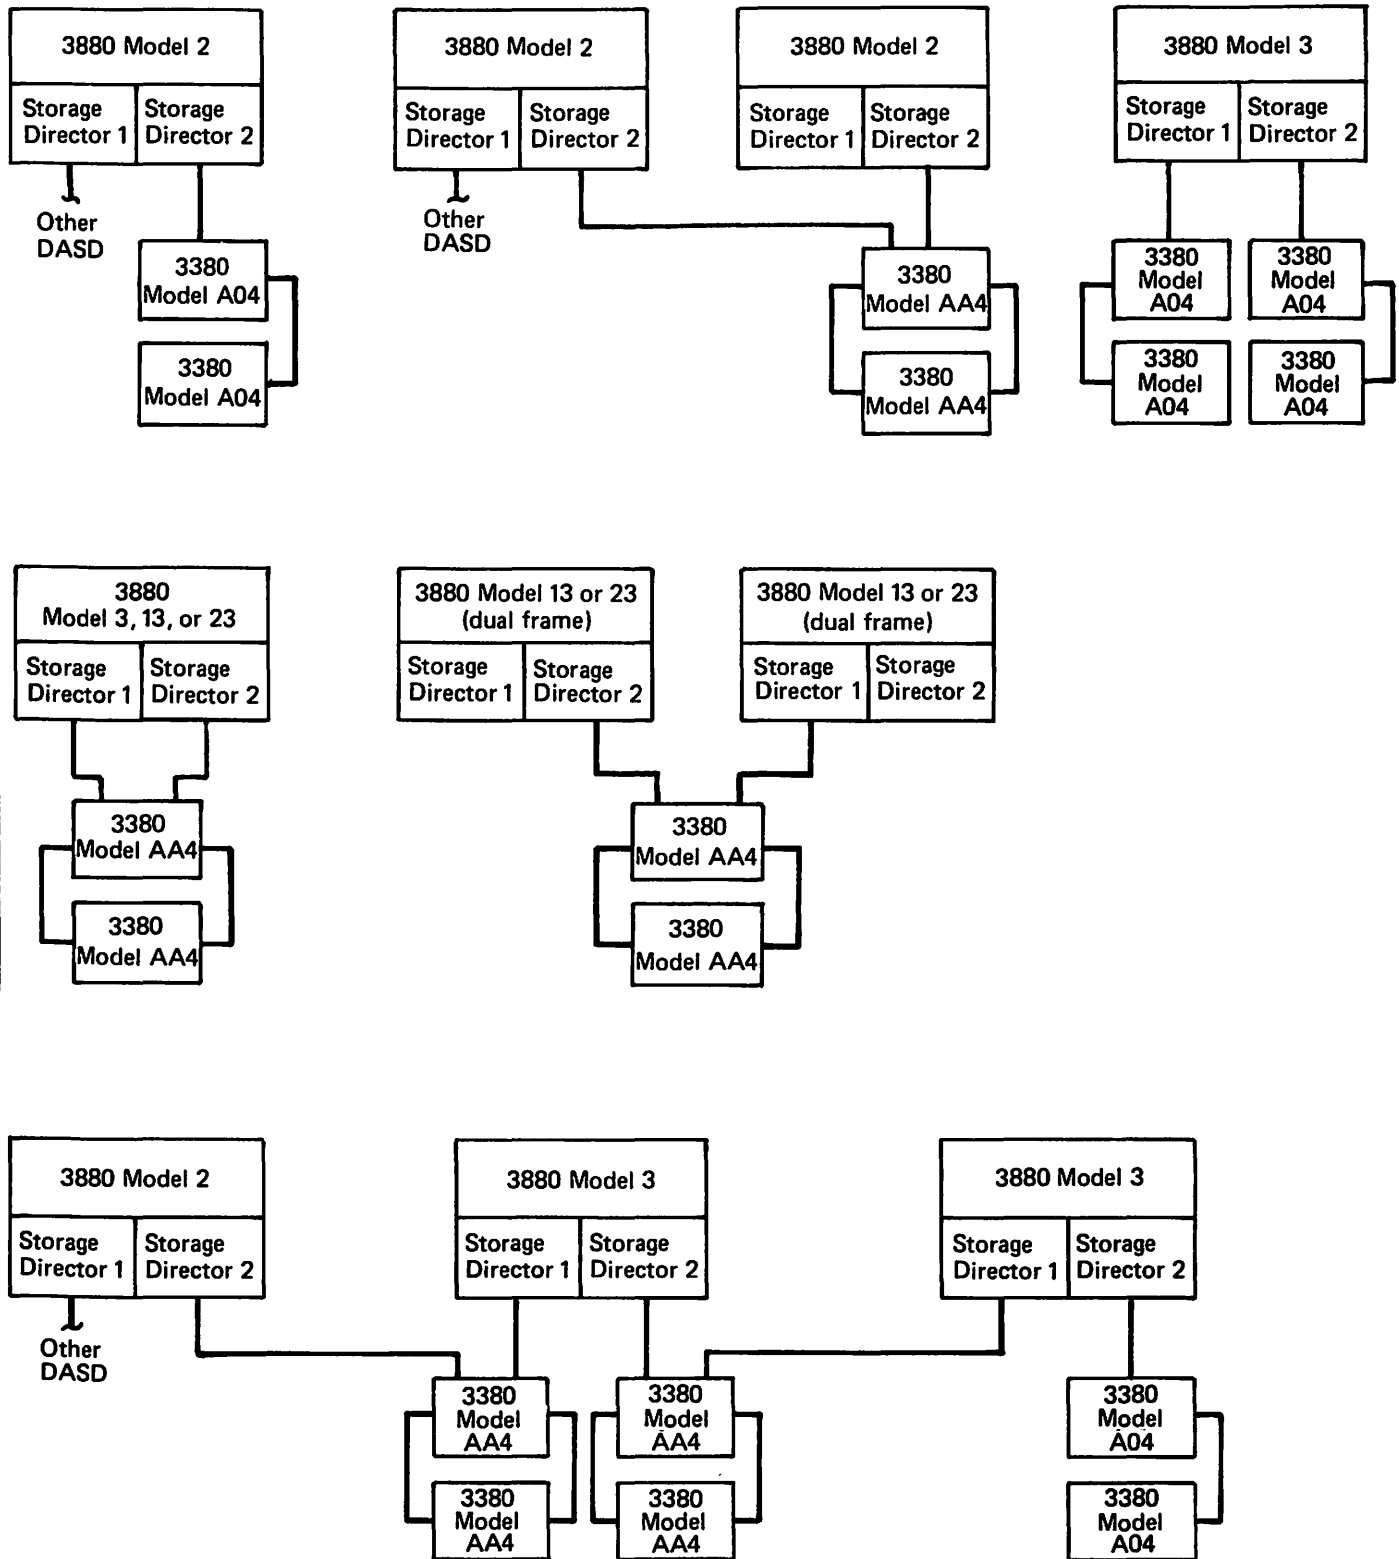 3880 Model 2
Storage
Director 1
Storage
Director 2
Other
DASD
3380
Model A04
3380
Model A04
3880 Model 2
Storage
Director 1
Storage
Director 2
Other
DASD
3880 Model 2
Storage
Director 1
Storage
Director 2
3380
Model AA4
3380
Model AA4
3880 Model 3
Storage
Director 1
Storage
Director 2
3380
Model
A04
3380
Model
A04
3380
Model
A04
3380
Model
A04
3880
Model 3, 13, or 23
Storage
Director 1
Storage
Director 2
3380
Model AA4
3380
Model AA4
3880 Model 13 or 23
(dual frame)
Storage
Director 1
Storage
Director 2
3880 Model 13 or 23
(dual frame)
Storage
Director 1
Storage
Director 2
3380
Model AA4
3380
Model AA4
3880 Model 2
Storage
Director 1
Storage
Director 2
Other
DASD
3880 Model 3
Storage
Director 1
Storage
Director 2
3380
Model
AA4
3380
Model
AA4
3380
Model
AA4
3380
Model
AA4
3880 Model 3
Storage
Director 1
Storage
Director 2
3380
Model
A04
3380
Model
A04